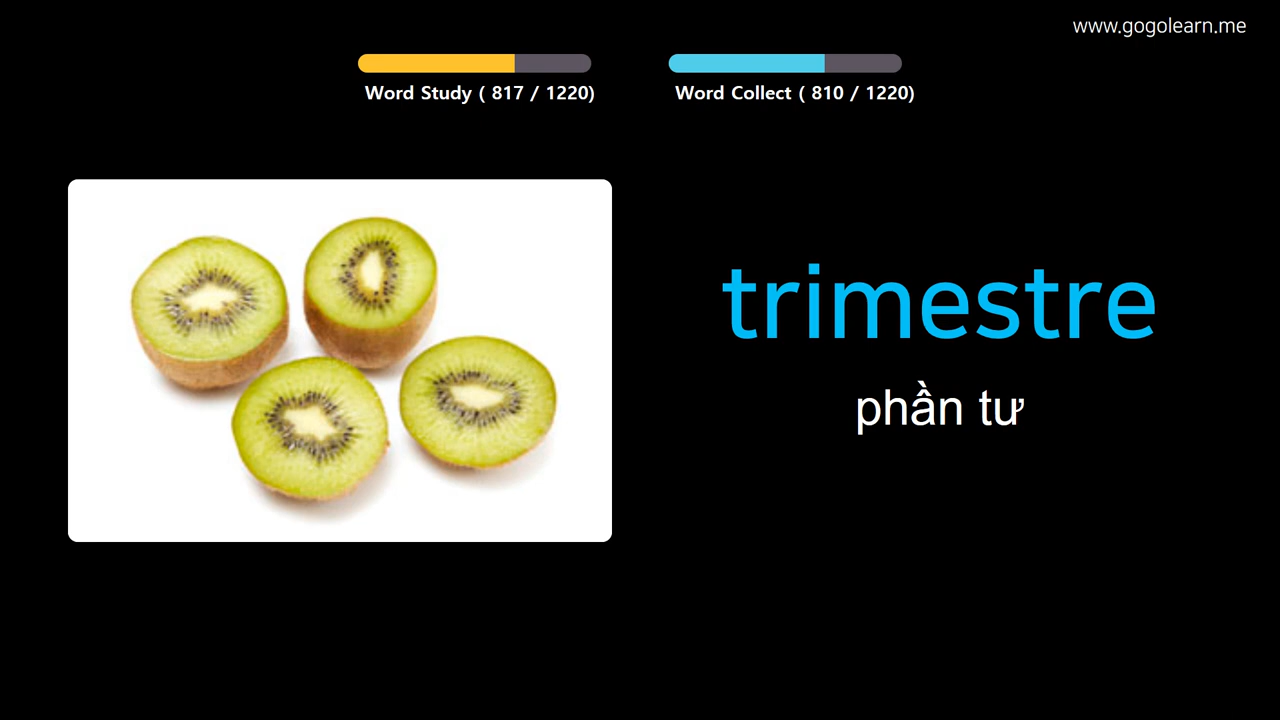 www.gogolearn.me
Word Study ( 817 / 1220)
Word Collect ( 810 / 1220)
trimestre
phần tư